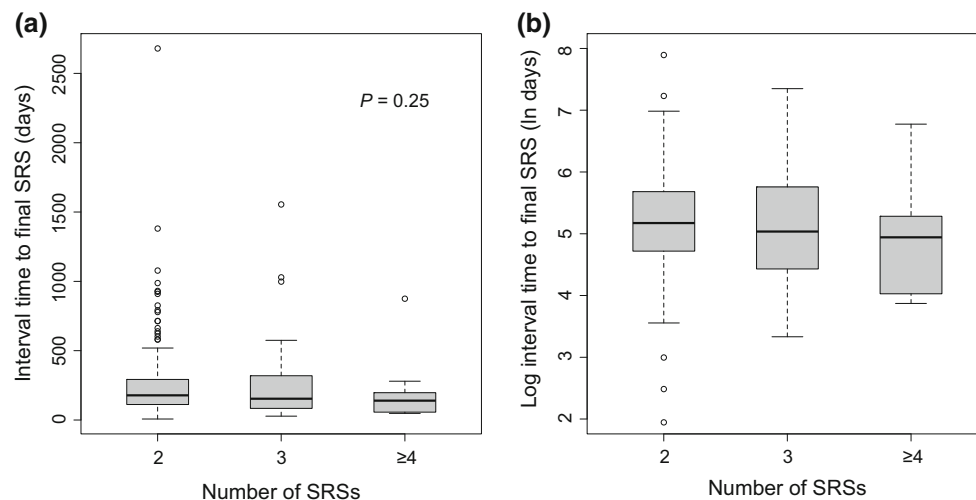 (a)
Interval time to final SRS (days)
2500
2000
1500
1000
500
0
P = 0.25
2
3
≥4
Number of SRSs
(b)
Log interval time to final SRS (ln days)
8
7
6
5
4
3
2
2
3
≥4
Number of SRSs